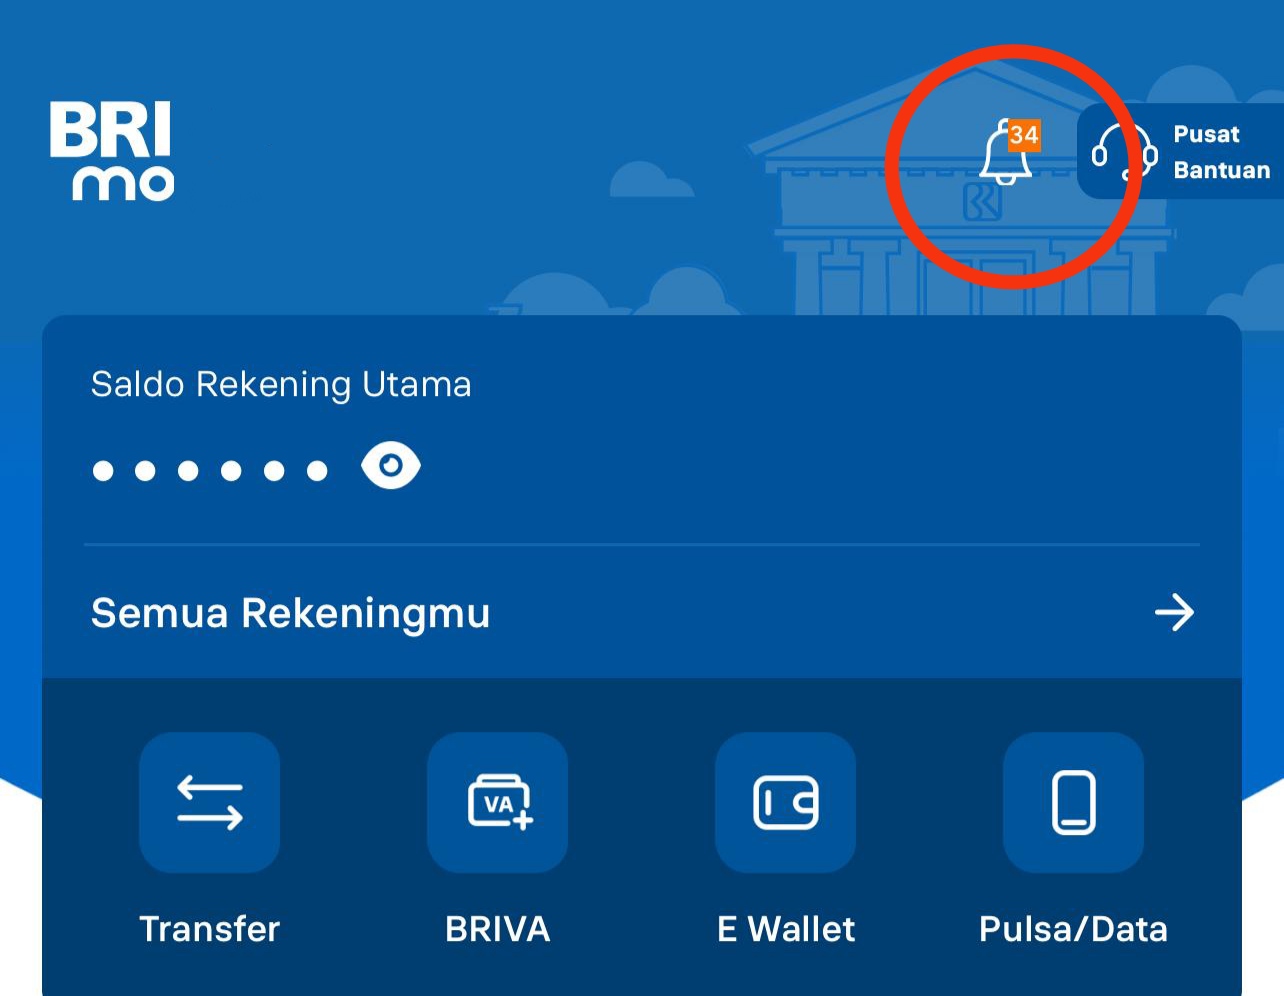 BRI
mo
34
Pusat
Bantuan
Saldo Rekening Utama
Semua Rekeningmu
VA
Transfer
BRIVA
E Wallet
Pulsa/Data